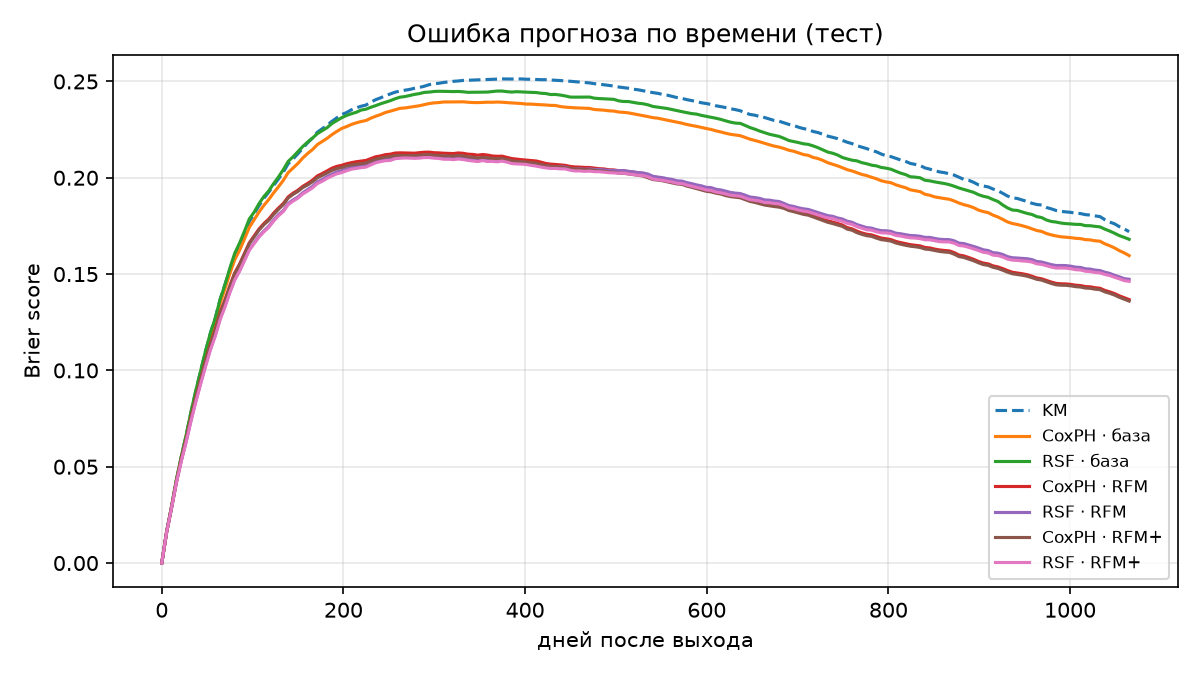 Ошибка прогноза по времени (тест)
Brier score
0.25
0.20
0.15
0.10
0.05
0.00
0 200 400 600 800 1000
дней после выхода
KM
CoxPH · база
RSF · база
CoxPH · RFM
RSF · RFM
CoxPH · RFM+
RSF · RFM+